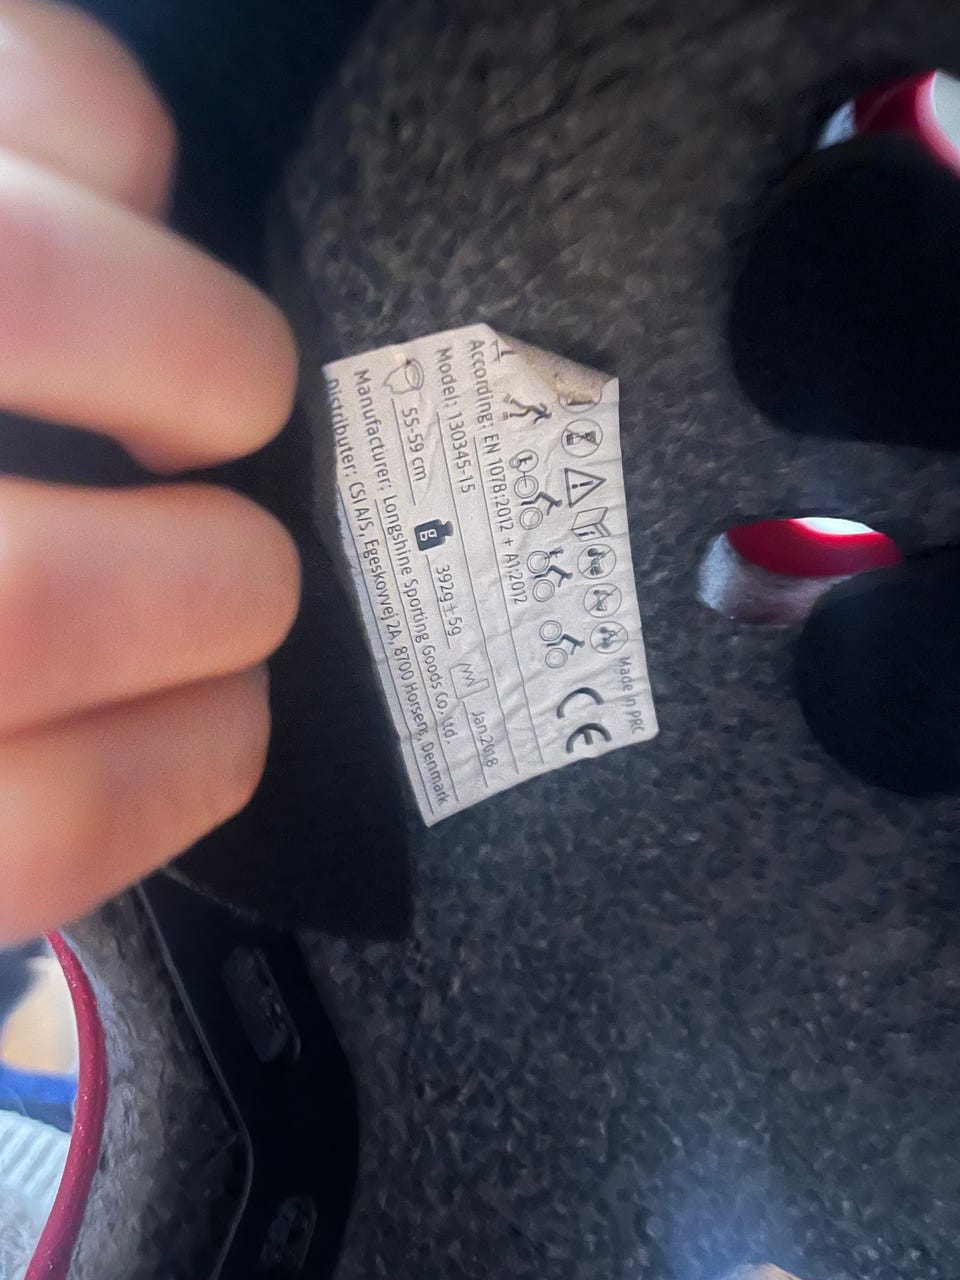 Made in PRC
CE
According: EN 1078:2012 + A1:2012
Model: 130345-15
55-59 cm g 392g±5g Jan.2018
Manufacturer: Longshine Sporting Goods Co., Ltd.
Distributer: CSI A/S, Egeskovvej 2A, 8700 Horsens, Denmark